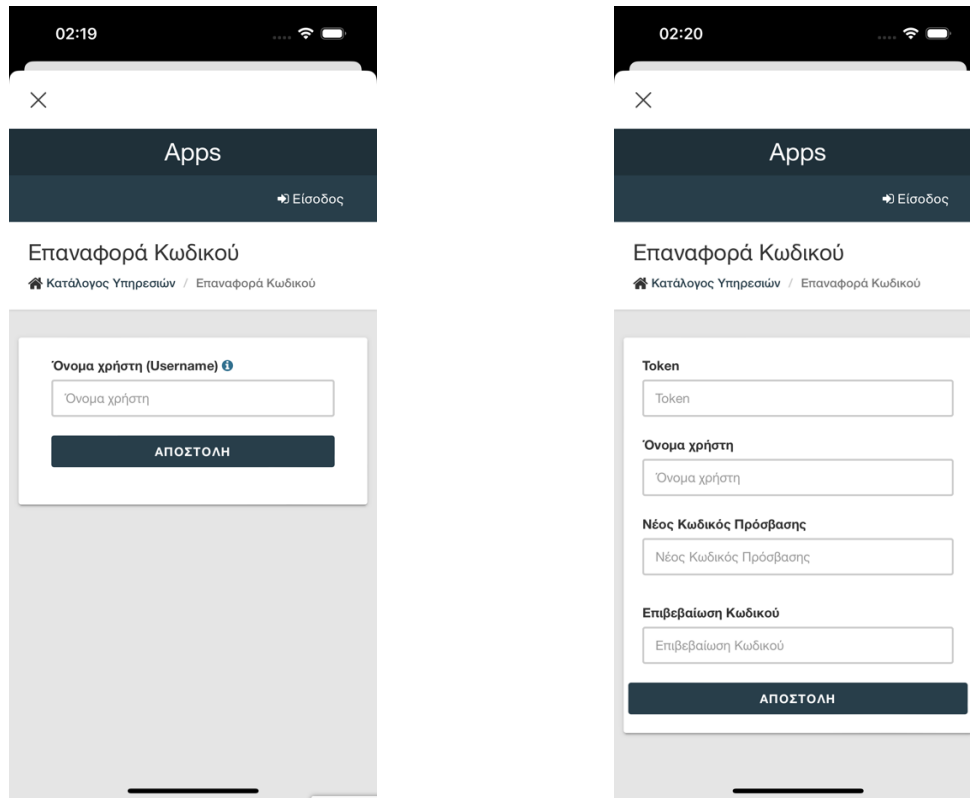 02:19
Apps
Είσοδος
Επαναφορά Κωδικού
Κατάλογος Υπηρεσιών / Επαναφορά Κωδικού
Όνομα χρήστη (Username)
Όνομα χρήστη
ΑΠΟΣΤΟΛΗ
02:20
Apps
Είσοδος
Επαναφορά Κωδικού
Κατάλογος Υπηρεσιών / Επαναφορά Κωδικού
Token
Token
Όνομα χρήστη
Όνομα χρήστη
Νέος Κωδικός Πρόσβασης
Νέος Κωδικός Πρόσβασης
Επιβεβαίωση Κωδικού
Επιβεβαίωση Κωδικού
ΑΠΟΣΤΟΛΗ